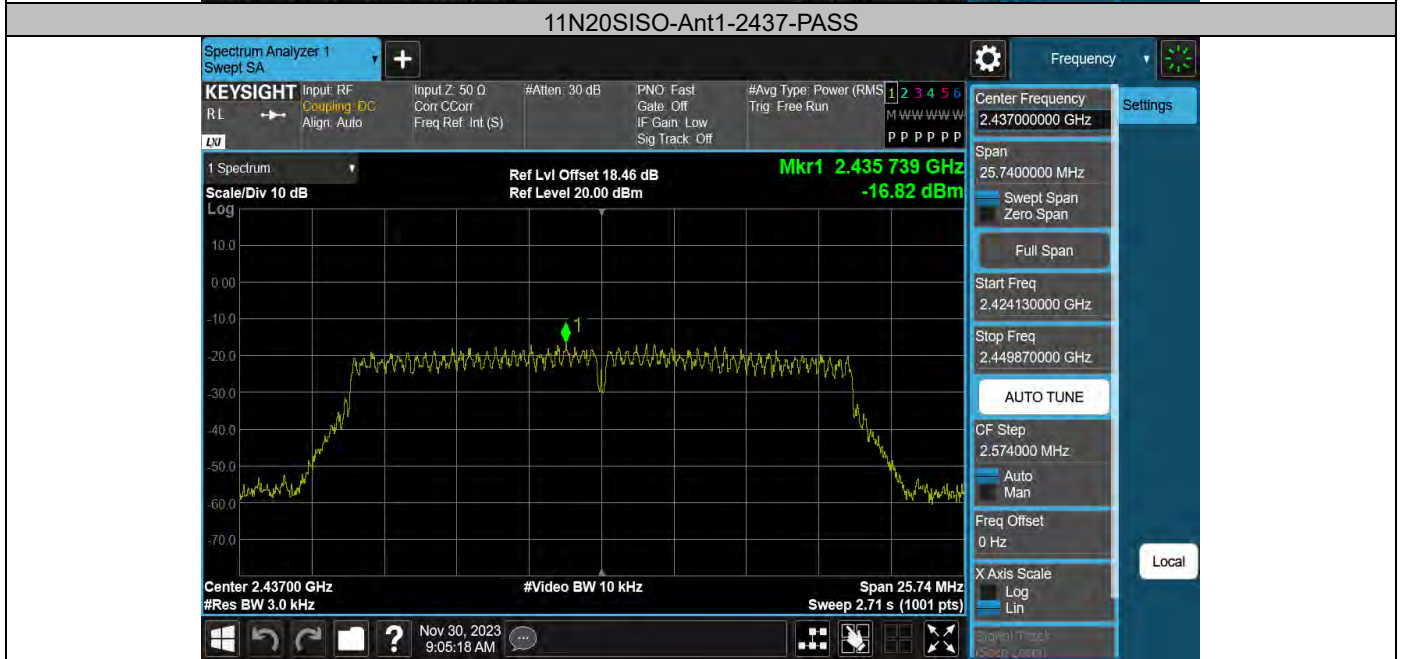 11N20SISO-Ant1-2437-PASS
Spectrum Analyzer 1
Swept SA
+
Frequency
KEYSIGHT
RL
LXI
Input: RF
Coupling: DC
Align: Auto
Input Z: 50 Ω
Corr CCorr
Freq Ref: Int (S)
#Atten: 30 dB
PNO: Fast
Gate: Off
IF Gain: Low
Sig Track: Off
#Avg Type: Power (RMS
Trig: Free Run
1 2 3 4 5 6
M W W W W W
P P P P P P
1 Spectrum
Scale/Div 10 dB
Ref Lvl Offset 18.46 dB
Ref Level 20.00 dBm
Mkr1 2.435 739 GHz
-16.82 dBm
Log
10.0
0.00
-10.0
-20.0
-30.0
-40.0
-50.0
-60.0
-70.0
1
Center 2.43700 GHz
#Res BW 3.0 kHz
#Video BW 10 kHz
Span 25.74 MHz
Sweep 2.71 s (1001 pts)
Center Frequency
2.437000000 GHz
Settings
Span
25.7400000 MHz
Swept Span
Zero Span
Full Span
Start Freq
2.424130000 GHz
Stop Freq
2.449870000 GHz
AUTO TUNE
CF Step
2.574000 MHz
Auto
Man
Freq Offset
0 Hz
X Axis Scale
Log
Lin
Local
Signal Track
(Span Zoom)
?
Nov 30, 2023
9:05:18 AM